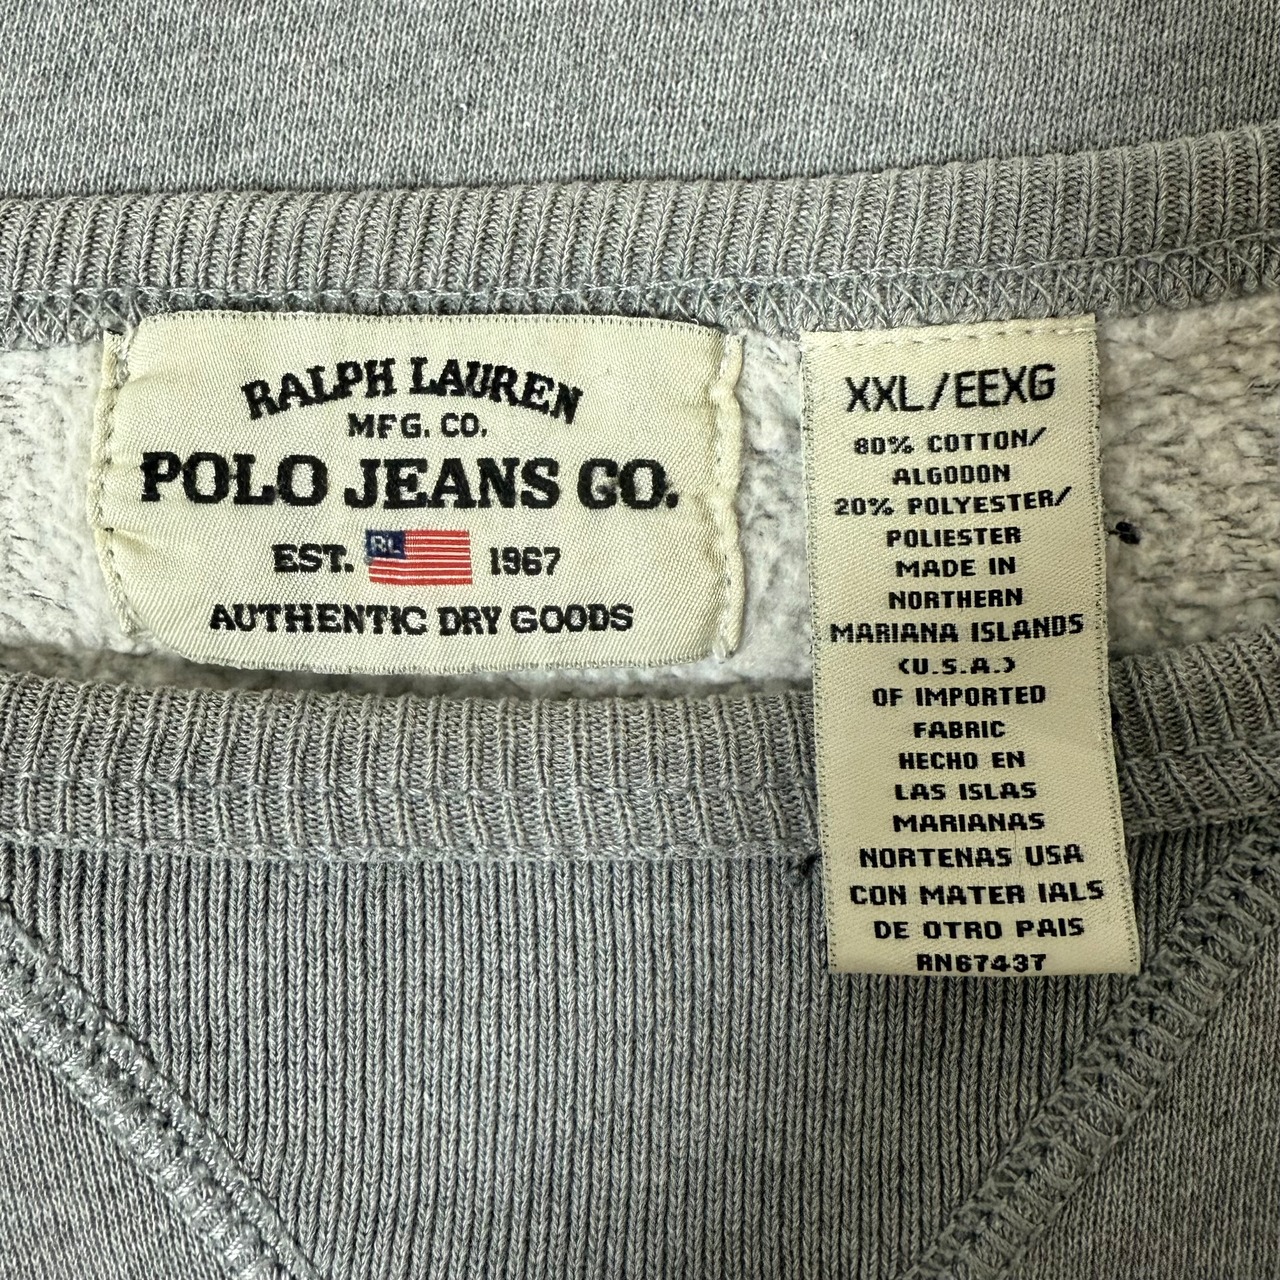 RALPH LAUREN
MFG. CO.
POLO JEANS CO.
EST. RL 1967
AUTHENTIC DRY GOODS
XXL/EEXG
80% COTTON/
ALGODON
20% POLYESTER/
POLIESTER
MADE IN
NORTHERN
MARIANA ISLANDS
(U.S.A.)
OF IMPORTED
FABRIC
HECHO EN
LAS ISLAS
MARIANAS
NORTENAS USA
CON MATER IALS
DE OTRO PAIS
RN67437